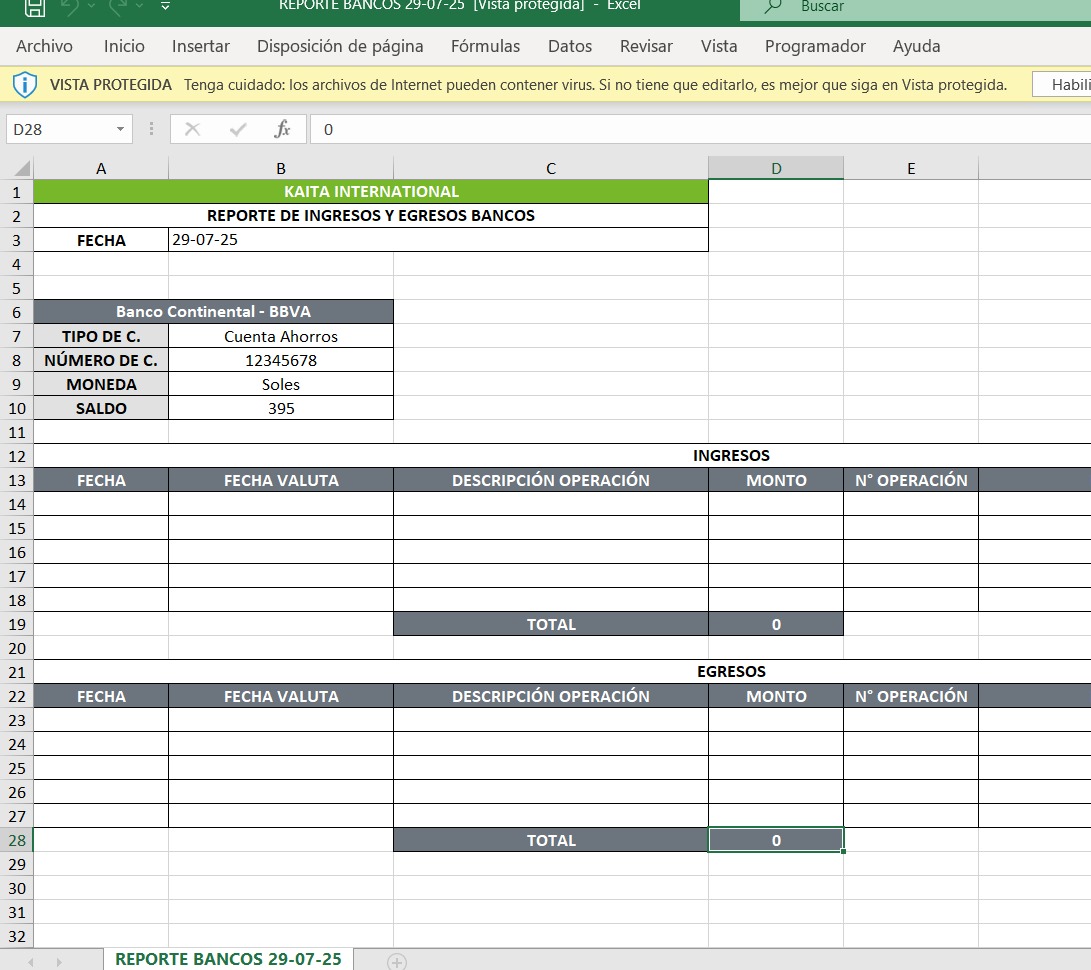 REPORTE BANCOS 29-07-25 [Vista protegida] - Excel
Buscar
Archivo Inicio Insertar Disposición de página Fórmulas Datos Revisar Vista Programador Ayuda
VISTA PROTEGIDA Tenga cuidado: los archivos de Internet pueden contener virus. Si no tiene que editarlo, es mejor que siga en Vista protegida. Habili
D28 fx 0
A B C D E
1 KAITA INTERNATIONAL
2 REPORTE DE INGRESOS Y EGRESOS BANCOS
3 FECHA 29-07-25
4
5
6 Banco Continental - BBVA
7 TIPO DE C. Cuenta Ahorros
8 NÚMERO DE C. 12345678
9 MONEDA Soles
10 SALDO 395
11
12 INGRESOS
13 FECHA FECHA VALUTA DESCRIPCIÓN OPERACIÓN MONTO N° OPERACIÓN
14
15
16
17
18
19 TOTAL 0
20
21 EGRESOS
22 FECHA FECHA VALUTA DESCRIPCIÓN OPERACIÓN MONTO N° OPERACIÓN
23
24
25
26
27
28 TOTAL 0
29
30
31
32
REPORTE BANCOS 29-07-25